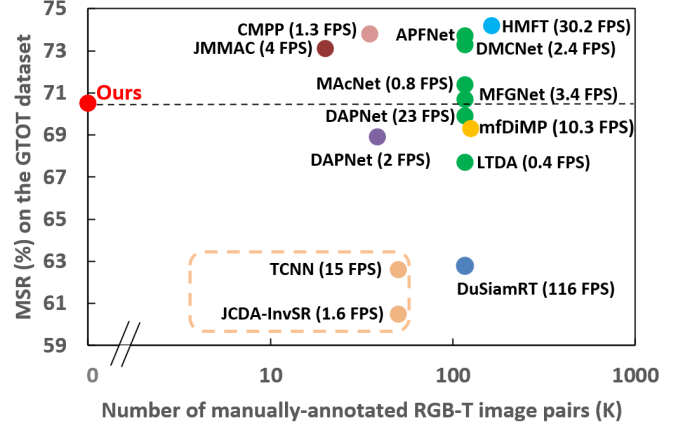 75
CMPP (1.3 FPS)
HMFT (30.2 FPS)
APFNet
JMMAC (4 FPS)
DMCNet (2.4 FPS)
73
MAcNet (0.8 FPS)
Ours
MFGNet (3.4 FPS)
71
DAPNet (23 FPS)
mfDiMP (10.3 FPS)
69
DAPNet (2 FPS)
LTDA (0.4 FPS)
67
65
63
TCNN (15 FPS)
DuSiamRT (116 FPS)
JCDA-InvSR (1.6 FPS)
61
59
MSR (%) on the GTOT dataset
0
10
100
1000
Number of manually-annotated RGB-T image pairs (K)